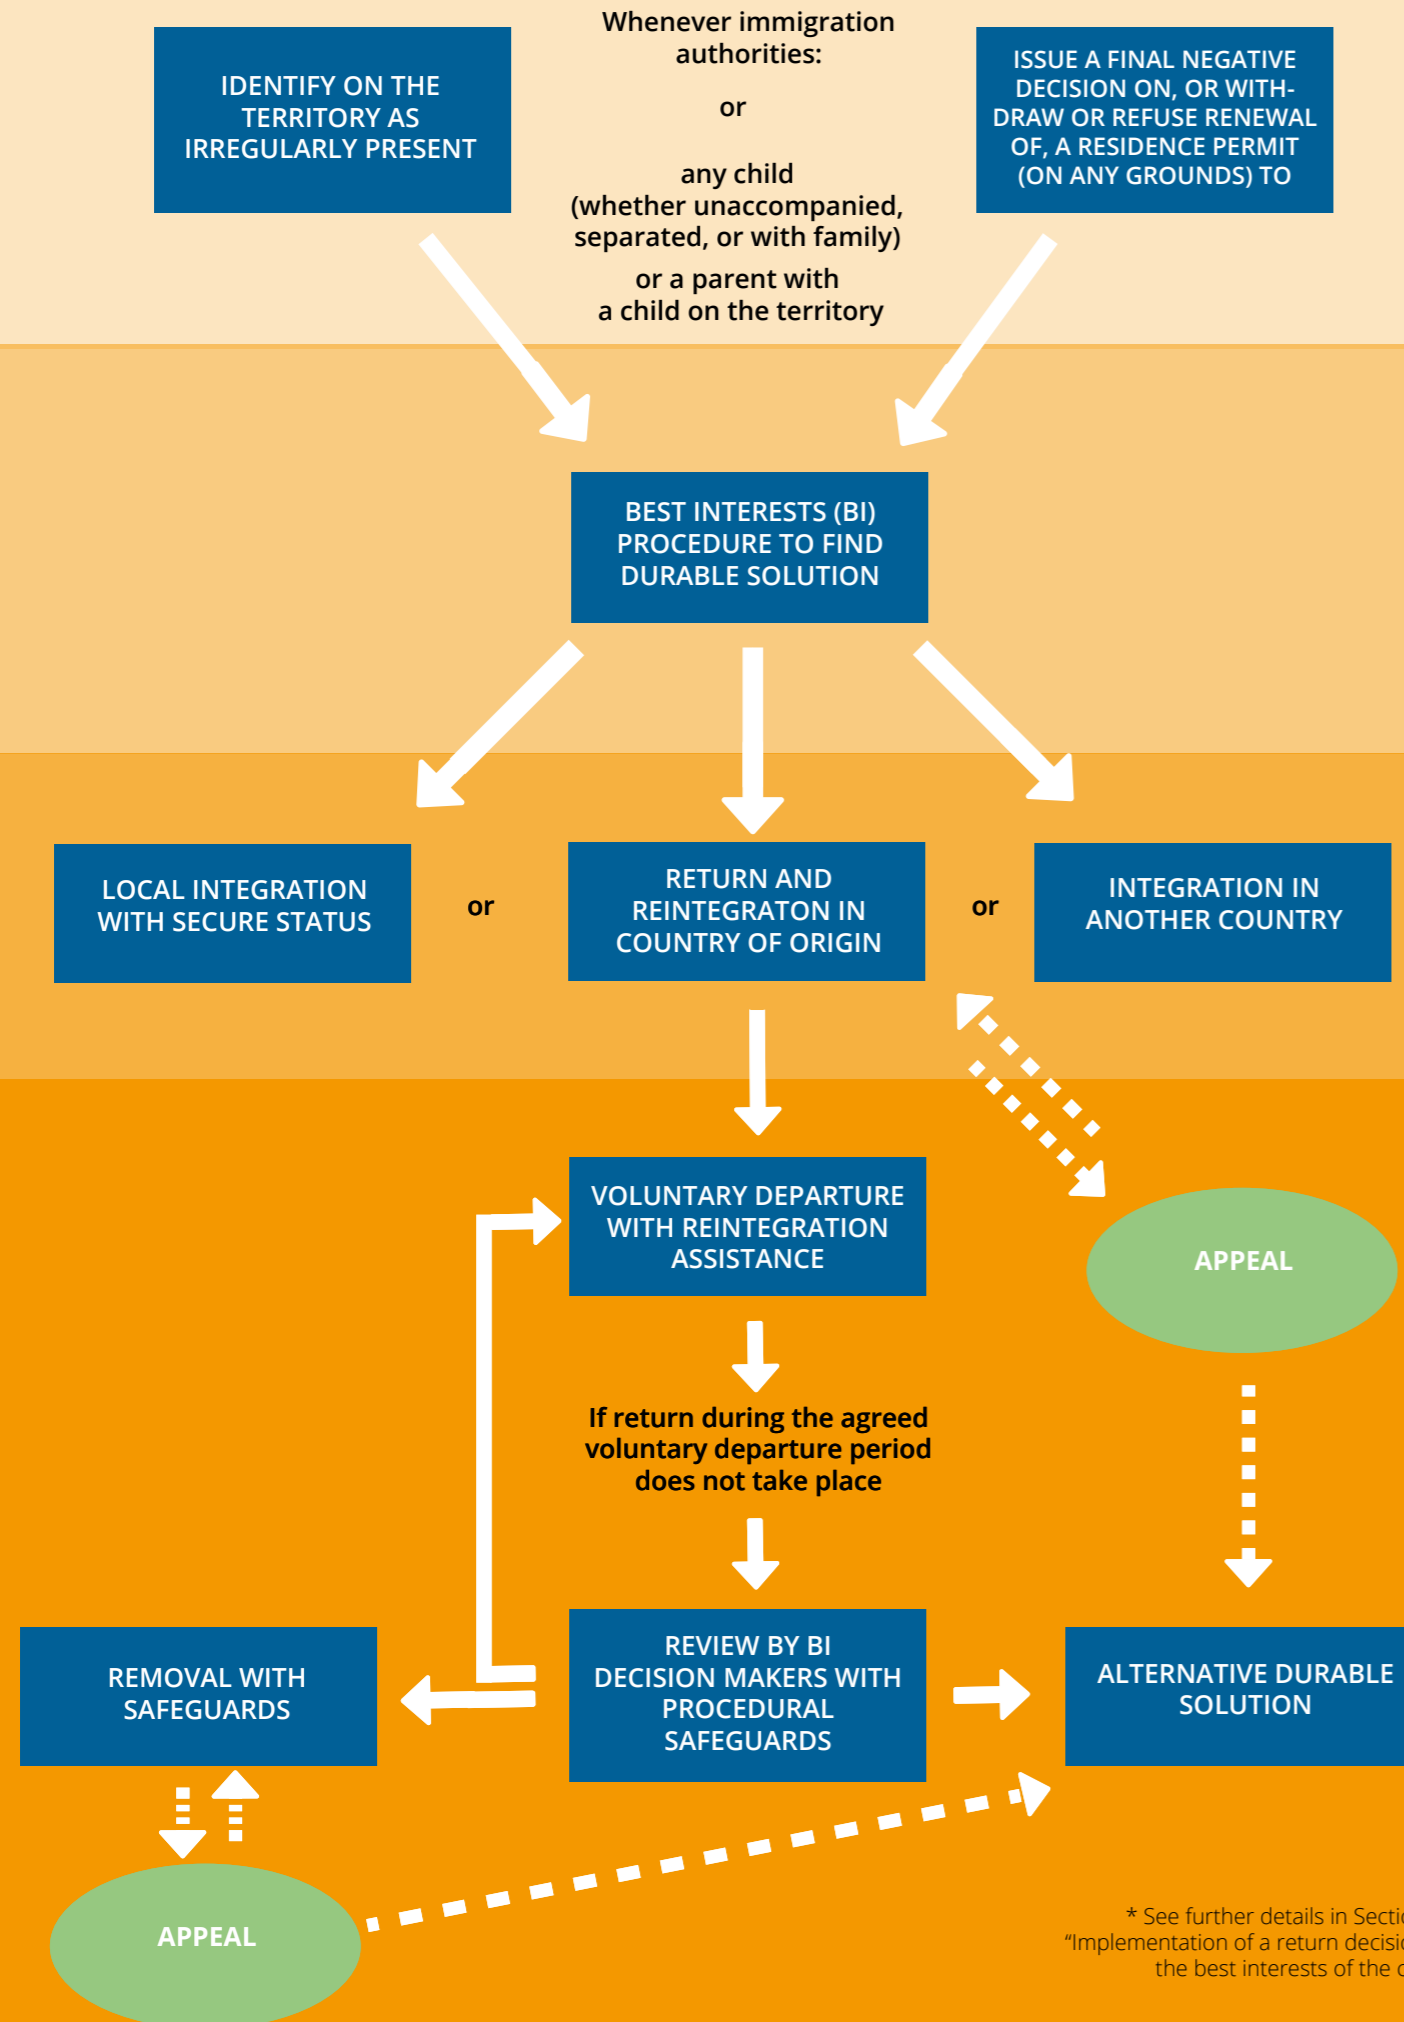 Whenever immigration
authorities:
IDENTIFY ON THE
TERRITORY AS
IRREGULARLY PRESENT
or
ISSUE A FINAL NEGATIVE
DECISION ON, OR WITH-
DRAW OR REFUSE RENEWAL
OF, A RESIDENCE PERMIT
(ON ANY GROUNDS) TO
any child
(whether unaccompanied,
separated, or with family)
or a parent with
a child on the territory
BEST INTERESTS (BI)
PROCEDURE TO FIND
DURABLE SOLUTION
LOCAL INTEGRATION
WITH SECURE STATUS
or
RETURN AND
REINTEGRATON IN
COUNTRY OF ORIGIN
or
INTEGRATION IN
ANOTHER COUNTRY
VOLUNTARY DEPARTURE
WITH REINTEGRATION
ASSISTANCE
APPEAL
If return during the agreed
voluntary departure period
does not take place
REMOVAL WITH
SAFEGUARDS
REVIEW BY BI
DECISION MAKERS WITH
PROCEDURAL
SAFEGUARDS
ALTERNATIVE DURABLE
SOLUTION
APPEAL
* See further details in
"Implementation of a return
the best interests of the